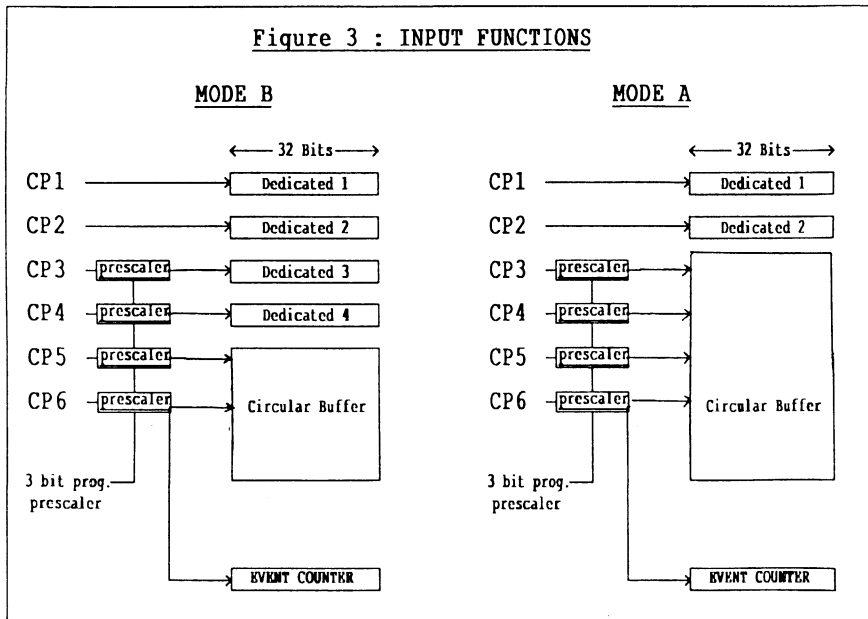 Figure 3 : INPUT FUNCTIONS
MODE B
32 Bits
CP1
Dedicated 1
CP2
Dedicated 2
CP3
prescaler
Dedicated 3
CP4
prescaler
Dedicated 4
CP5
prescaler
CP6
prescaler
Circular Buffer
3 bit prog.
prescaler
EVENT COUNTER
MODE A
32 Bits
CP1
Dedicated 1
CP2
Dedicated 2
CP3
prescaler
CP4
prescaler
CP5
prescaler
CP6
prescaler
Circular Buffer
3 bit prog.
prescaler
EVENT COUNTER